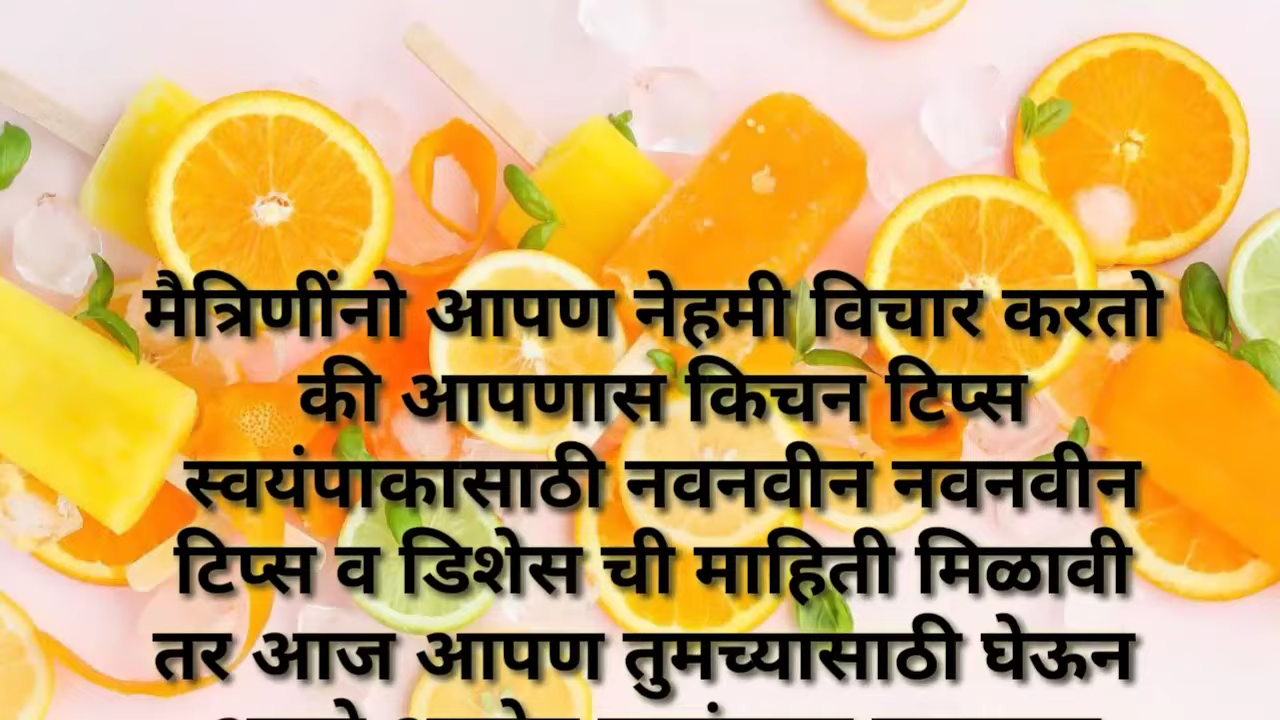 मैत्रिणींनो आपण नेहमी विचार करतो
की आपणास किचन टिप्स
स्वयंपाकासाठी नवनवीन नवनवीन
टिप्स व डिशेस ची माहिती मिळावी
तर आज आपण तुमच्यासाठी घेऊन